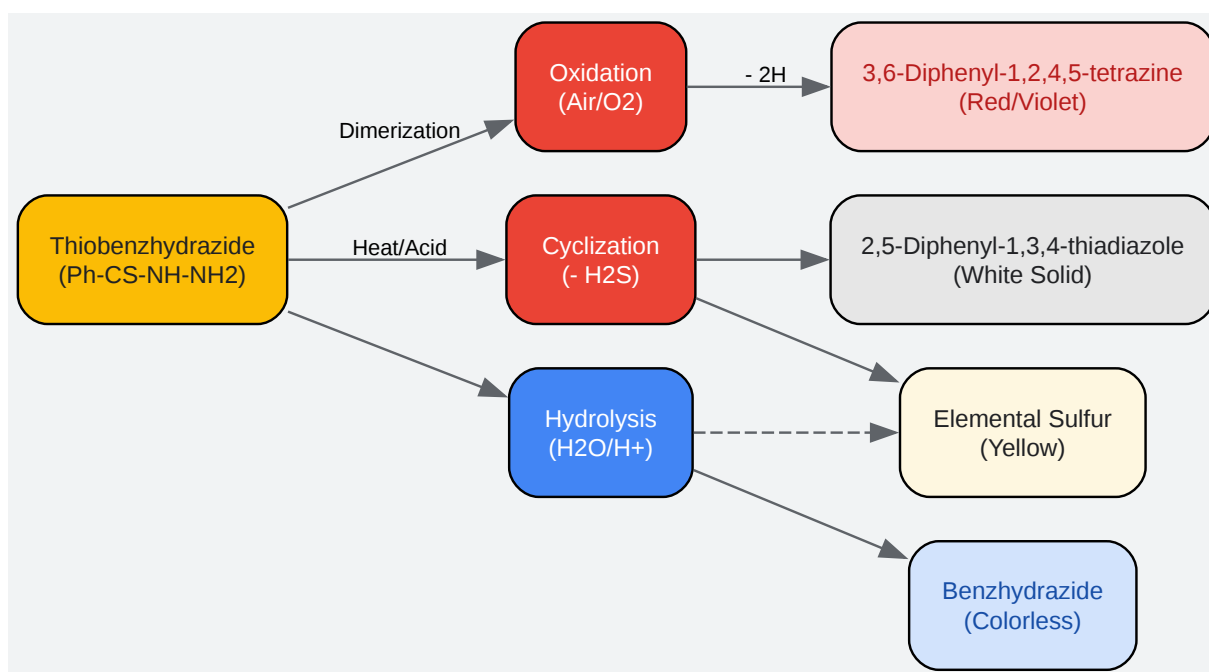 Oxidation
(Air/O2)
- 2H
3,6-Diphenyl-1,2,4,5-tetrazine
(Red/Violet)
Dimerization
Thiobenzhydrazide
(Ph-CS-NH-NH2)
Heat/Acid
Cyclization
(- H2S)
2,5-Diphenyl-1,3,4-thiadiazole
(White Solid)
Hydrolysis
(H2O/H+)
Elemental Sulfur
(Yellow)
Benzhydrazide
(Colorless)